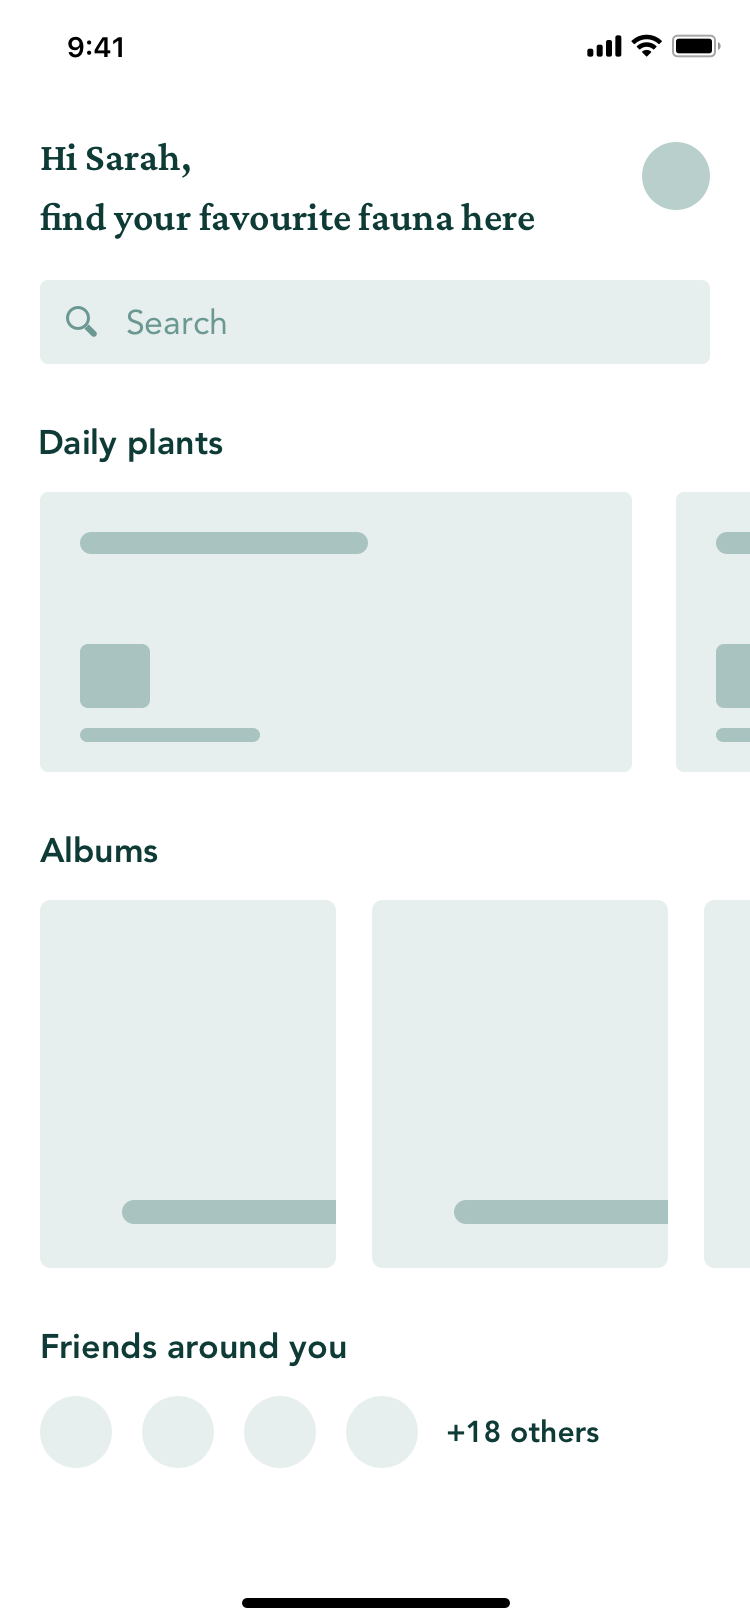 9:41
Hi Sarah,
find your favourite fauna here
Search
Daily plants
Albums
Friends around you
+18 others